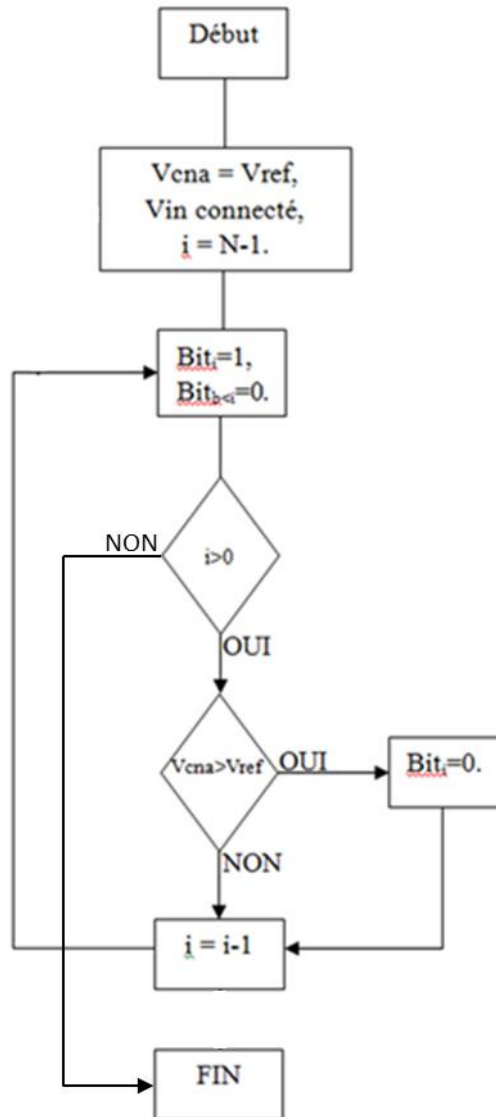 Début
Vcna = Vref,
Vin connecté,
i = N-1.
Bitᵢ=1,
Bit_b<i=0.
NON
i>0
OUI
Vcna>Vref
OUI
Bitᵢ=0.
NON
i = i-1
FIN